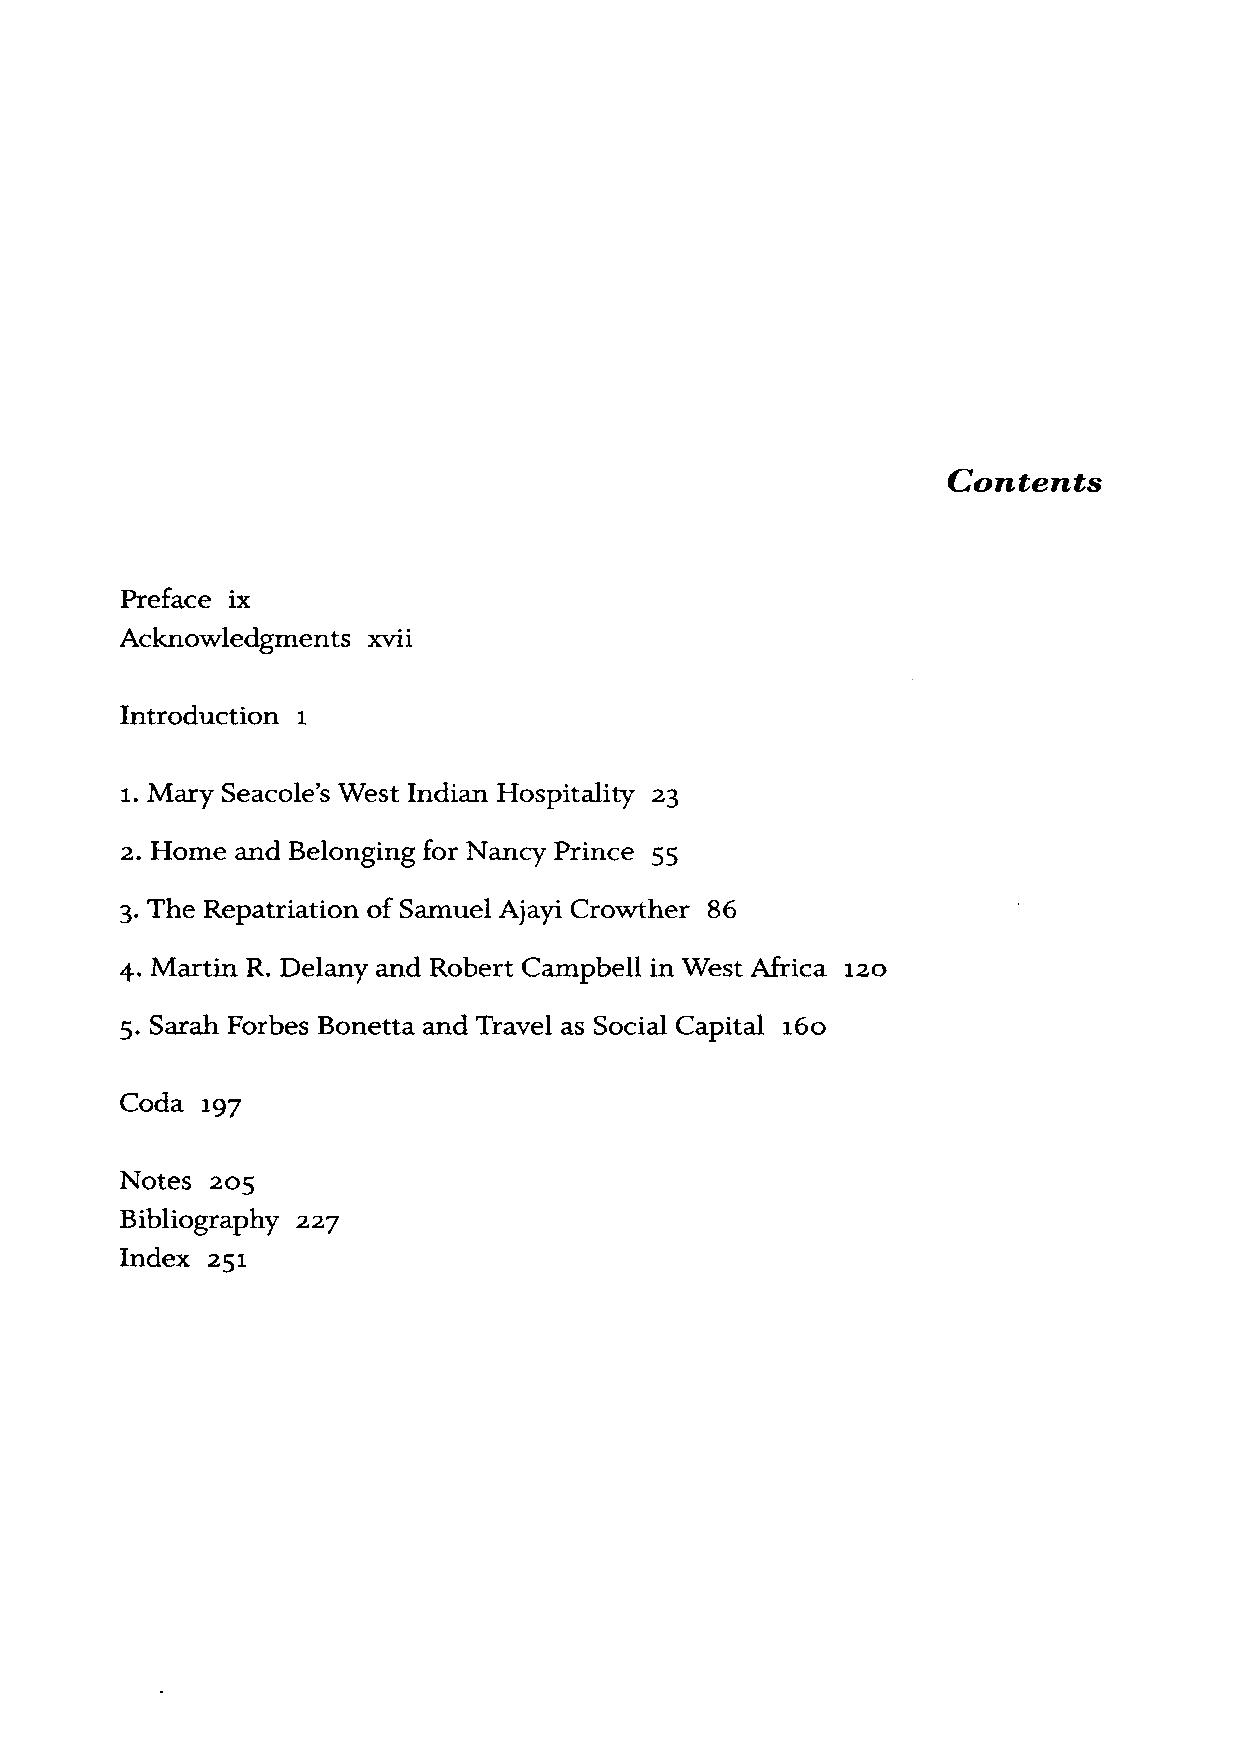 Contents
Preface ix
Acknowledgments xvii
Introduction 1
1. Mary Seacole's West Indian Hospitality 23
2. Home and Belonging for Nancy Prince 55
3. The Repatriation of Samuel Ajayi Crowther 86
4. Martin R. Delany and Robert Campbell in West Africa 120
5. Sarah Forbes Bonetta and Travel as Social Capital 160
Coda 197
Notes 205
Bibliography 227
Index 251